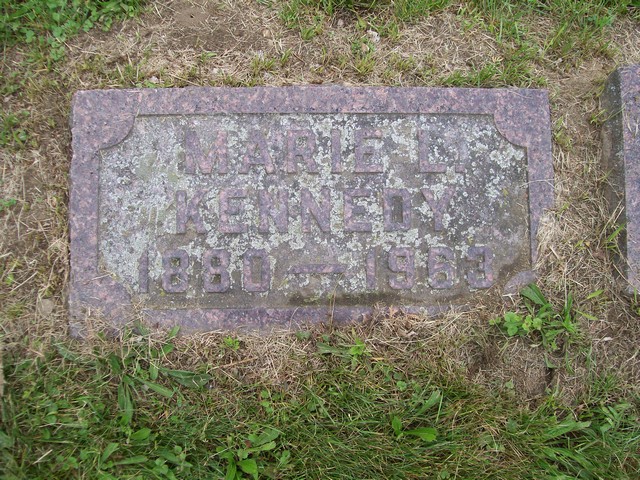 MARIE L.
KENNEDY
1880 — 1963